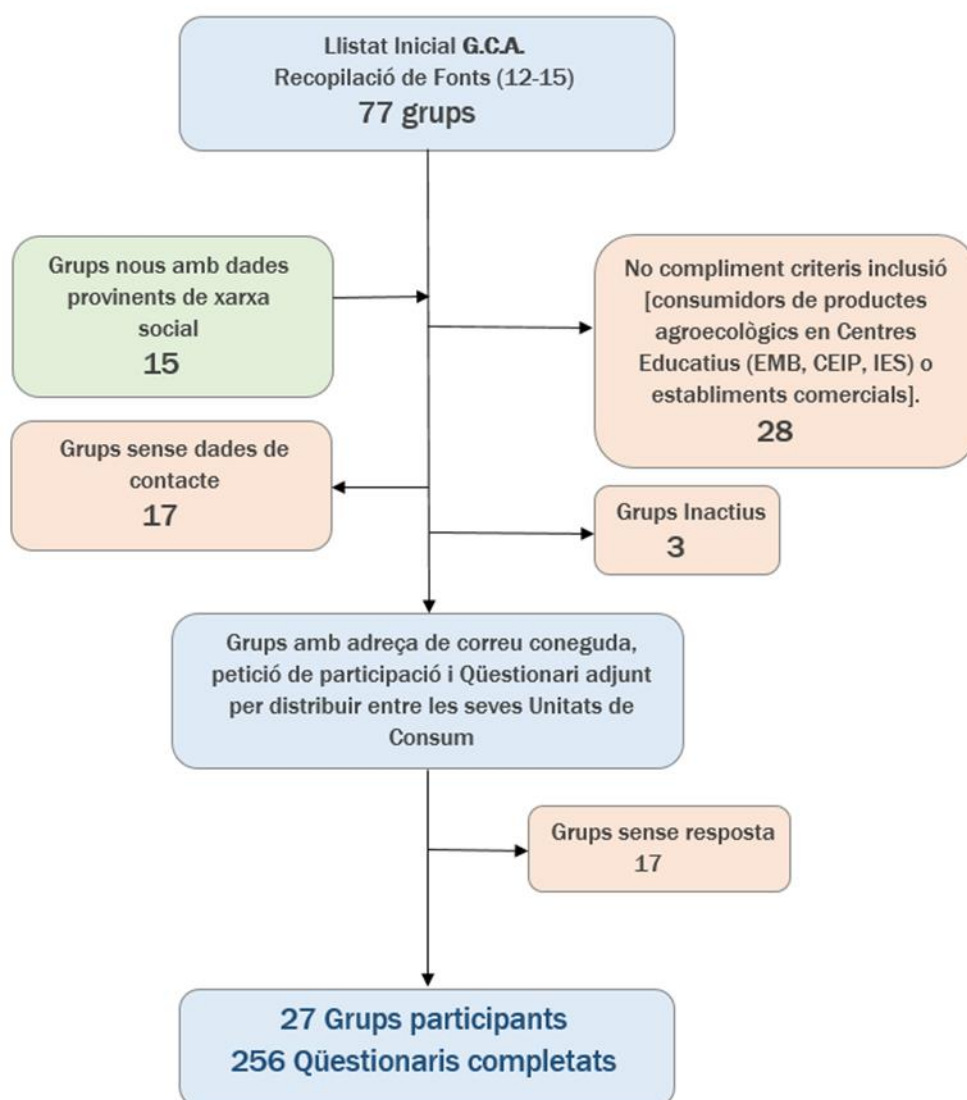 Llistat Inicial G.C.A.
Recopilació de Fonts (12-15)
77 grups
Grups nous amb dades
provinents de xarxa
social
15
No compliment criteris inclusió
[consumidors de productes
agroecològics en Centres
Educatius (EMB, CEIP, IES) o
establiments comercials].
28
Grups sense dades de
contacte
17
Grups Inactius
3
Grups amb adreça de correu coneguda,
petició de participació i Qüestionari adjunt
per distribuir entre les seves Unitats de
Consum
Grups sense resposta
17
27 Grups participants
256 Qüestionaris completats